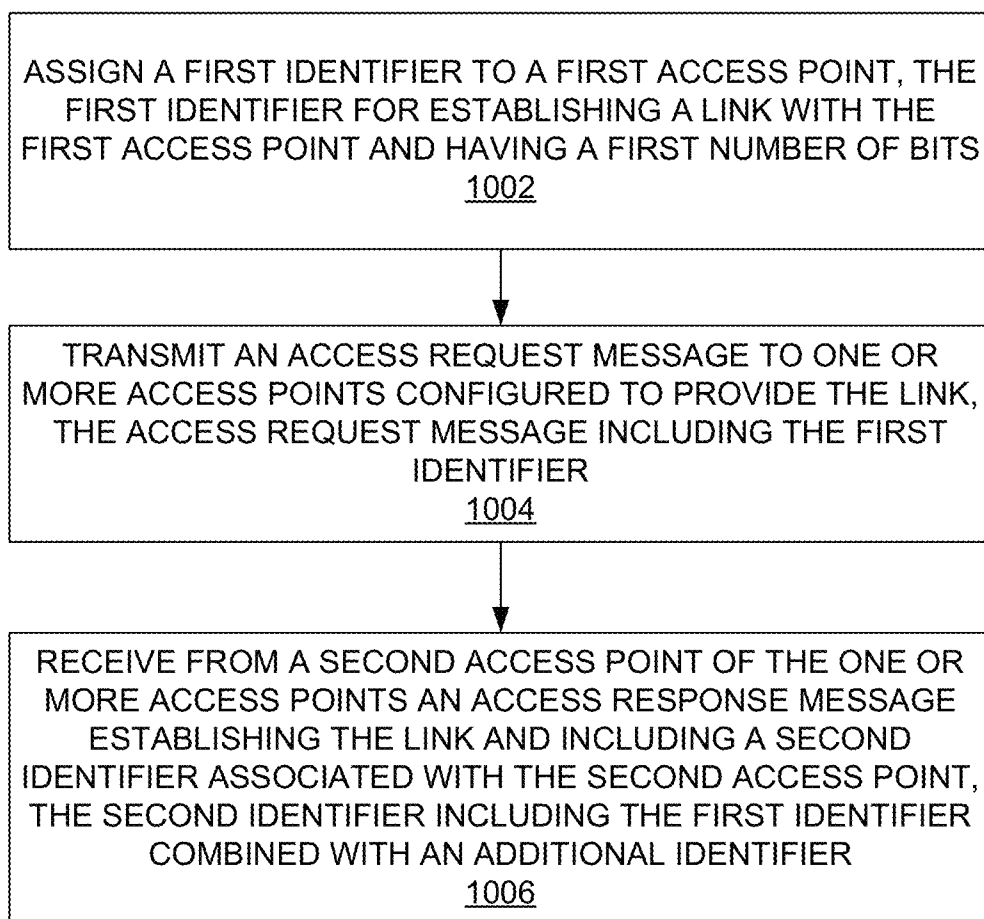 ASSIGN A FIRST IDENTIFIER TO A FIRST ACCESS POINT, THE
FIRST IDENTIFIER FOR ESTABLISHING A LINK WITH THE
FIRST ACCESS POINT AND HAVING A FIRST NUMBER OF BITS
1002
TRANSMIT AN ACCESS REQUEST MESSAGE TO ONE OR
MORE ACCESS POINTS CONFIGURED TO PROVIDE THE LINK,
THE ACCESS REQUEST MESSAGE INCLUDING THE FIRST
IDENTIFIER
1004
RECEIVE FROM A SECOND ACCESS POINT OF THE ONE OR
MORE ACCESS POINTS AN ACCESS RESPONSE MESSAGE
ESTABLISHING THE LINK AND INCLUDING A SECOND
IDENTIFIER ASSOCIATED WITH THE SECOND ACCESS POINT,
THE SECOND IDENTIFIER INCLUDING THE FIRST IDENTIFIER
COMBINED WITH AN ADDITIONAL IDENTIFIER
1006